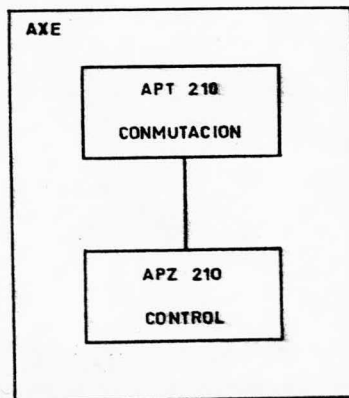 AXE
APT 210
CONMUTACION
APZ 210
CONTROL